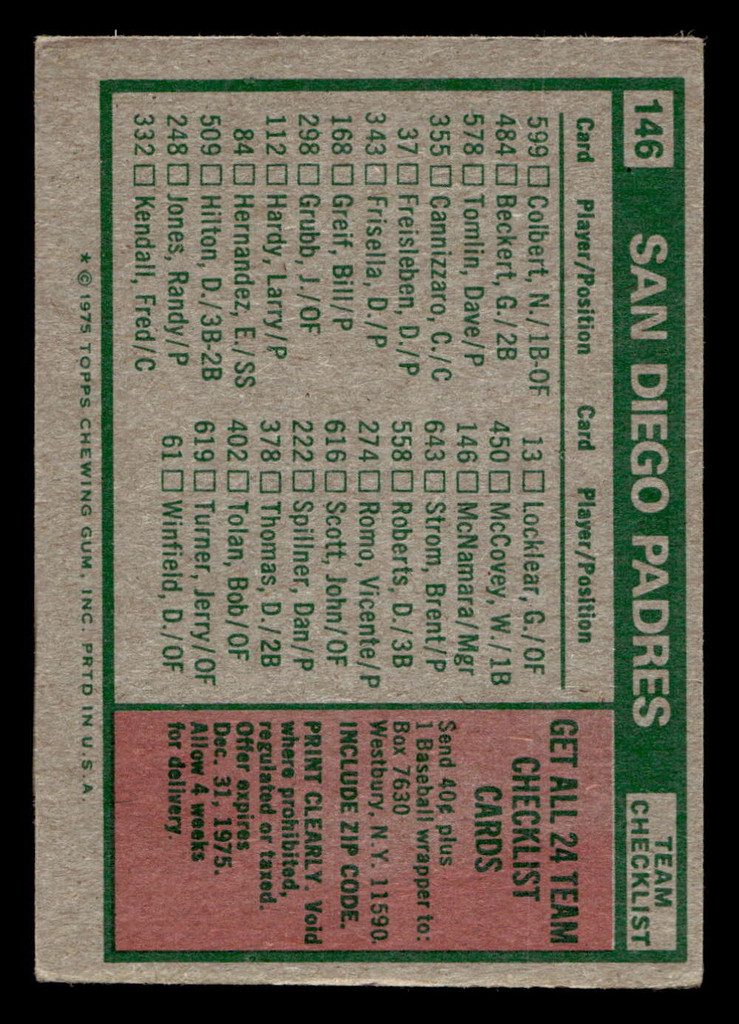 146 SAN DIEGO PADRES TEAM CHECKLIST
Card Player/Position Card Player/Position
599 □ Colbert, N./1B-OF
484 □ Beckert, G./2B
578 □ Tomlin, Dave/P
355 □ Cannizzaro, C./C
37 □ Freisleben, D./P
343 □ Frisella, D./P
168 □ Greif, Bill/P
298 □ Grubb, J./OF
112 □ Hardy, Larry/P
84 □ Hernandez, E./SS
509 □ Hilton, D./3B-2B
248 □ Jones, Randy/P
332 □ Kendall, Fred/C
13 □ Locklear, G./OF
450 □ McCovey, W./1B
146 □ McNamara/Mgr
643 □ Strom, Brent/P
558 □ Roberts, D./3B
274 □ Romo, Vicente/P
616 □ Scott, John/OF
222 □ Spillner, Dan/P
378 □ Thomas, D./2B
402 □ Tolan, Bob/OF
619 □ Turner, Jerry/OF
61 □ Winfield, D./OF
GET ALL 24 TEAM
CHECKLIST
CARDS
Send 40¢ plus
1 Baseball wrapper to:
Box 7630
Westbury, N.Y. 11590.
INCLUDE ZIP CODE.
PRINT CLEARLY. Void
where prohibited,
regulated or taxed.
Offer expires
Dec. 31, 1975.
Allow 4 weeks
for delivery.
* © 1975 TOPPS CHEWING GUM, INC. PRTD IN U.S.A.